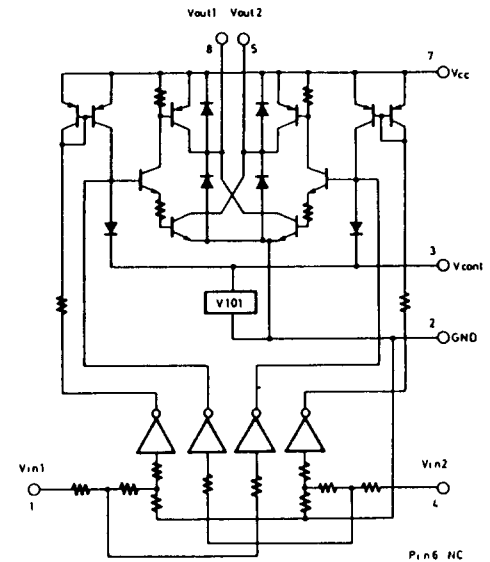 Vout1 Vout2
8 5
7 Vcc
3 Vcont
V101
2 GND
Vin1
1
Vin2
4
Pin6 NC